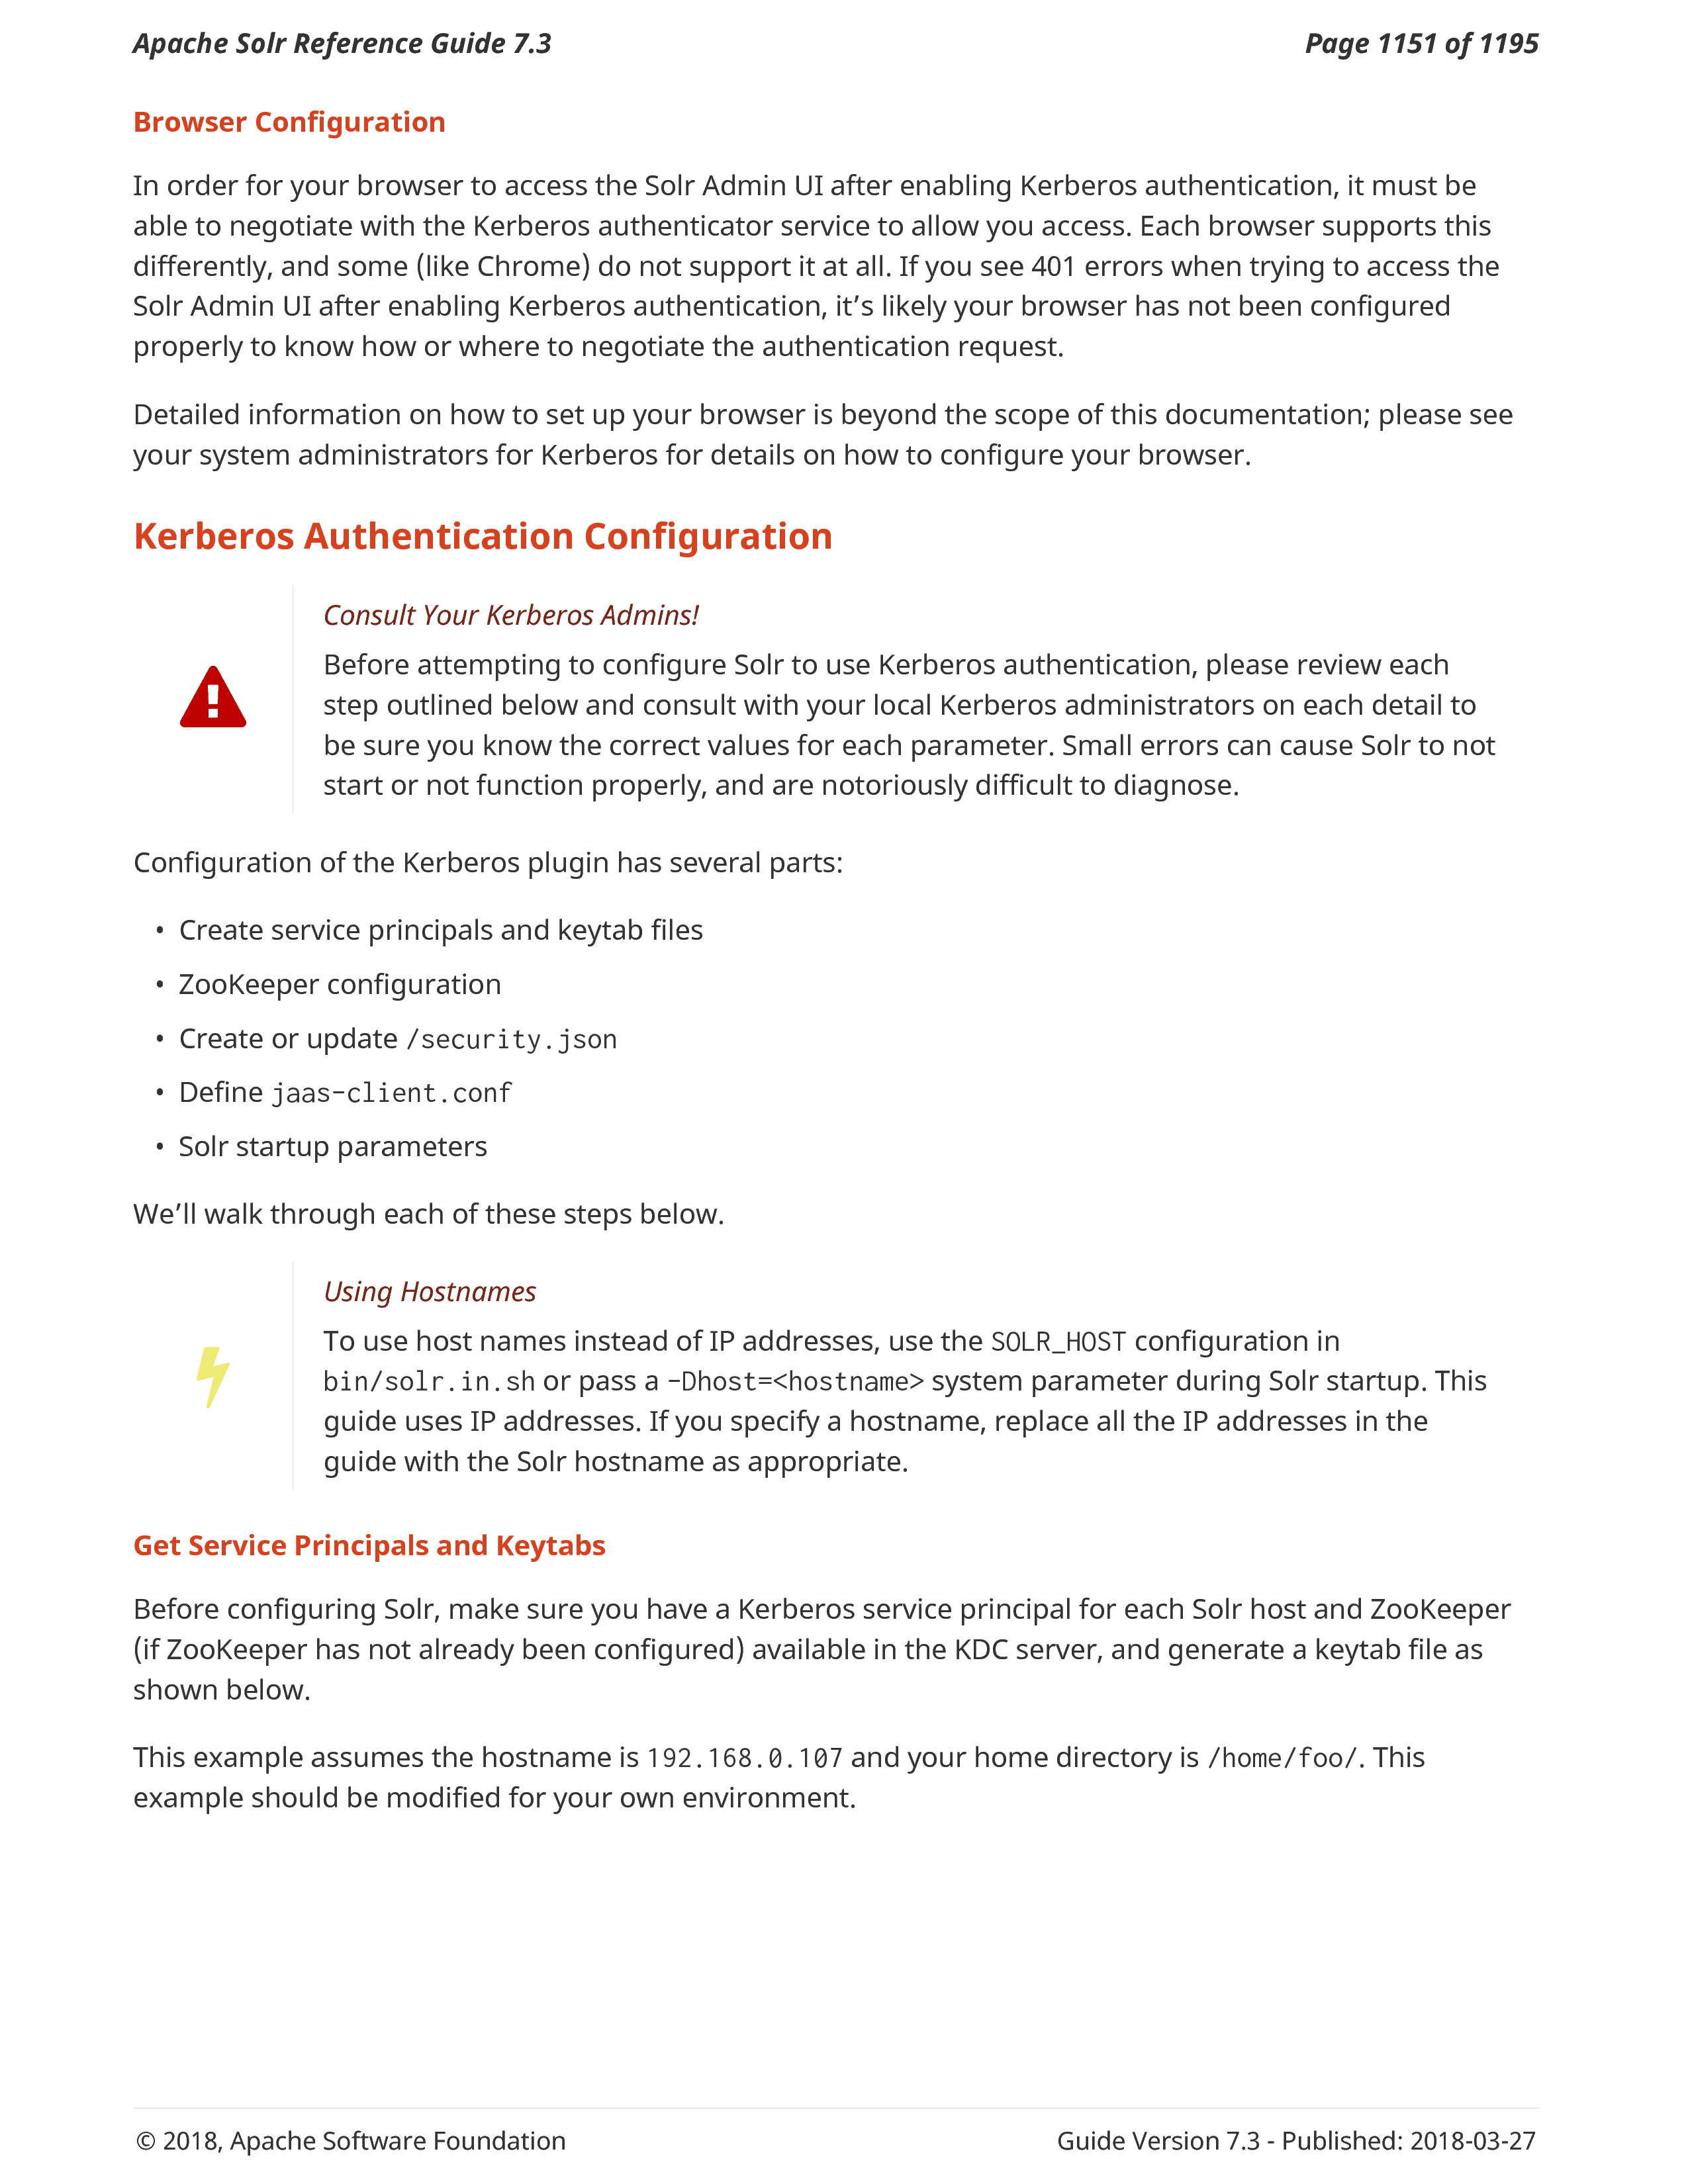 Apache Solr Reference Guide 7.3
Page 1151 of 1195
Browser Configuration
In order for your browser to access the Solr Admin UI after enabling Kerberos authentication, it must be
able to negotiate with the Kerberos authenticator service to allow you access. Each browser supports this
differently, and some (like Chrome) do not support it at all. If you see 401 errors when trying to access the
Solr Admin UI after enabling Kerberos authentication, it’s likely your browser has not been configured
properly to know how or where to negotiate the authentication request.
Detailed information on how to set up your browser is beyond the scope of this documentation; please see
your system administrators for Kerberos for details on how to configure your browser.
Kerberos Authentication Configuration
Consult Your Kerberos Admins!
Before attempting to configure Solr to use Kerberos authentication, please review each
step outlined below and consult with your local Kerberos administrators on each detail to
be sure you know the correct values for each parameter. Small errors can cause Solr to not
start or not function properly, and are notoriously difficult to diagnose.
Configuration of the Kerberos plugin has several parts:
• Create service principals and keytab files
• ZooKeeper configuration
• Create or update /security.json
• Define jaas-client.conf
• Solr startup parameters
We’ll walk through each of these steps below.
Using Hostnames
To use host names instead of IP addresses, use the SOLR_HOST configuration in
bin/solr.in.sh or pass a -Dhost=<hostname> system parameter during Solr startup. This
guide uses IP addresses. If you specify a hostname, replace all the IP addresses in the
guide with the Solr hostname as appropriate.
Get Service Principals and Keytabs
Before configuring Solr, make sure you have a Kerberos service principal for each Solr host and ZooKeeper
(if ZooKeeper has not already been configured) available in the KDC server, and generate a keytab file as
shown below.
This example assumes the hostname is 192.168.0.107 and your home directory is /home/foo/. This
example should be modified for your own environment.
© 2018, Apache Software Foundation
Guide Version 7.3 - Published: 2018-03-27